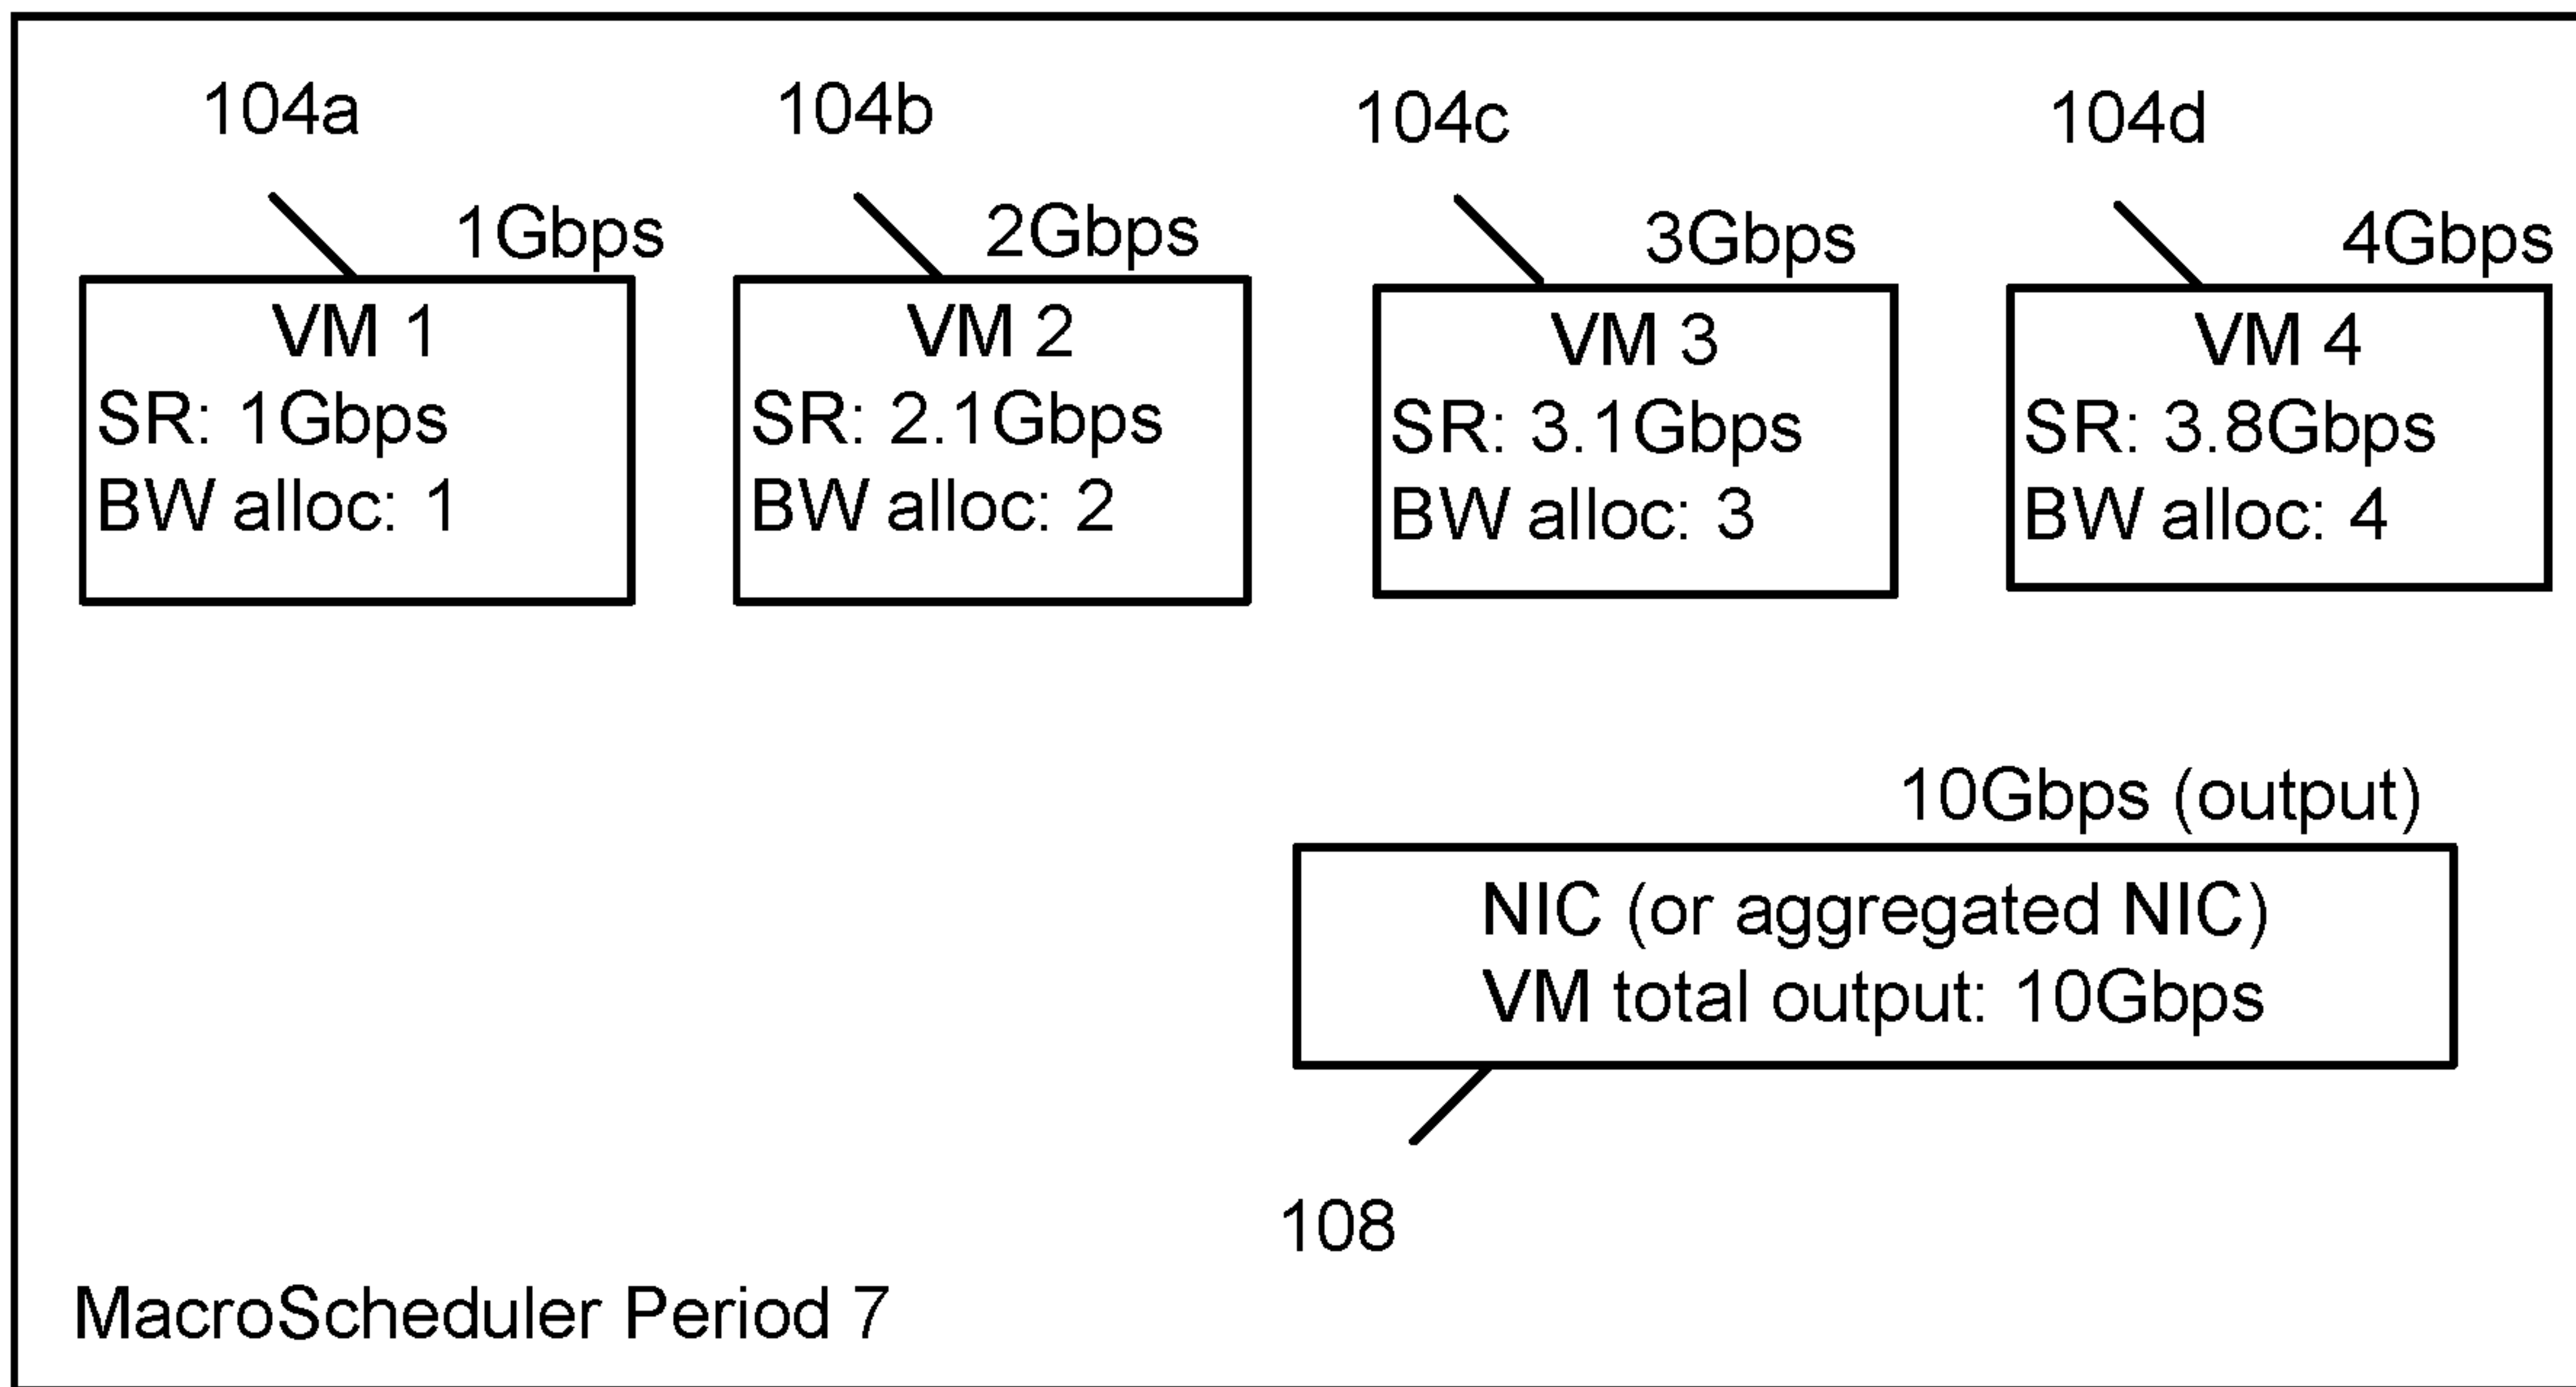 104a
104b
104c
104d
1Gbps
2Gbps
3Gbps
4Gbps
VM 1
SR: 1Gbps
BW alloc: 1
VM 2
SR: 2.1Gbps
BW alloc: 2
VM 3
SR: 3.1Gbps
BW alloc: 3
VM 4
SR: 3.8Gbps
BW alloc: 4
10Gbps (output)
NIC (or aggregated NIC)
VM total output: 10Gbps
108
MacroScheduler Period 7